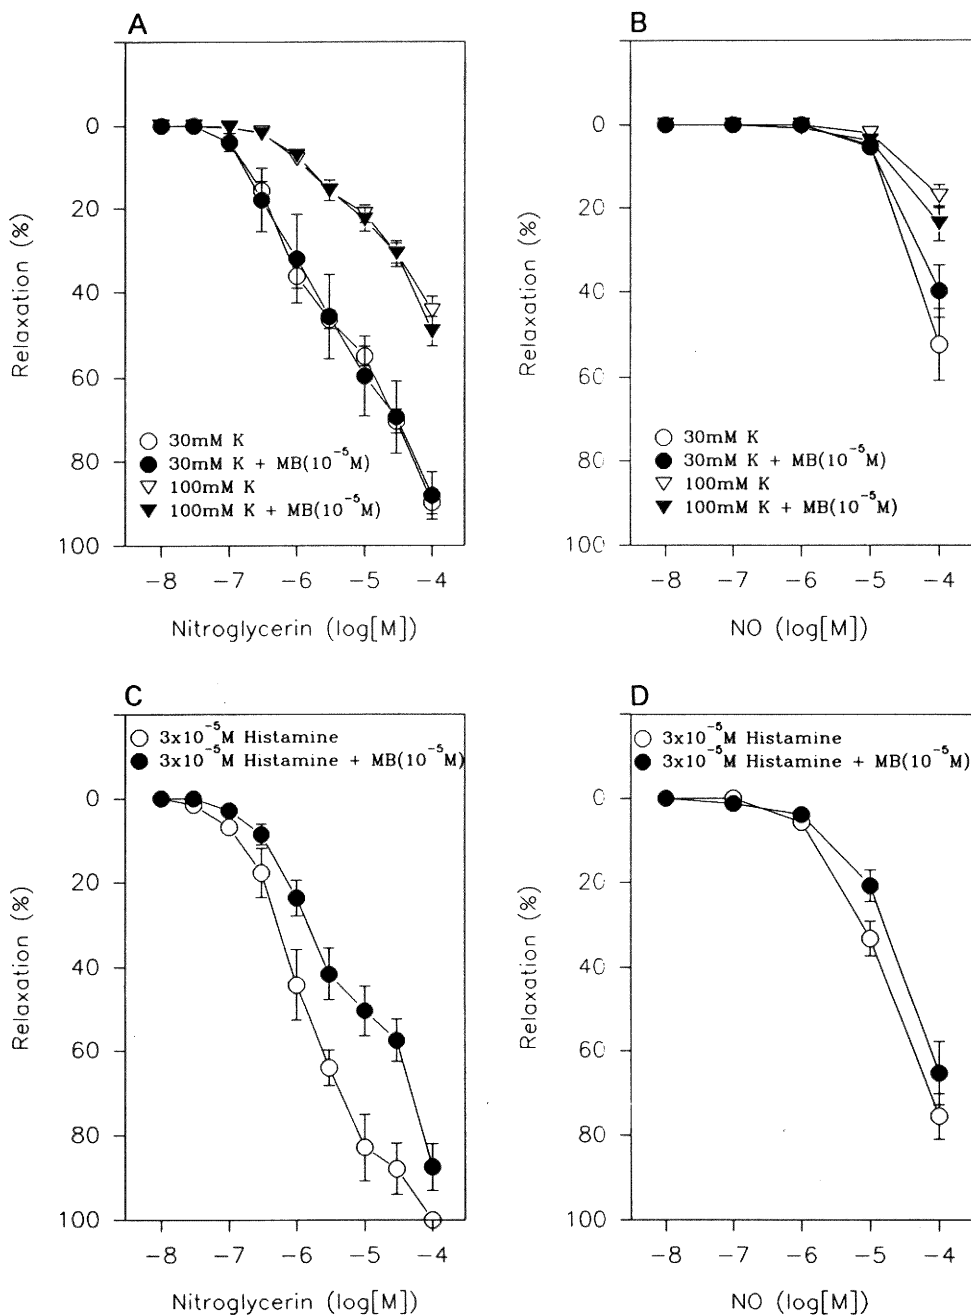 A
Relaxation (%)
0
20
40
60
80
100
○ 30mM K
● 30mM K + MB(10⁻⁵M)
▽ 100mM K
▼ 100mM K + MB(10⁻⁵M)
−8 −7 −6 −5 −4
Nitroglycerin (log[M])
B
Relaxation (%)
0
20
40
60
80
100
○ 30mM K
● 30mM K + MB(10⁻⁵M)
▽ 100mM K
▼ 100mM K + MB(10⁻⁵M)
−8 −7 −6 −5 −4
NO (log[M])
C
○ 3x10⁻⁵M Histamine
● 3x10⁻⁵M Histamine + MB(10⁻⁵M)
Relaxation (%)
0
20
40
60
80
100
−8 −7 −6 −5 −4
Nitroglycerin (log[M])
D
○ 3x10⁻⁵M Histamine
● 3x10⁻⁵M Histamine + MB(10⁻⁵M)
Relaxation (%)
0
20
40
60
80
100
−8 −7 −6 −5 −4
NO (log[M])